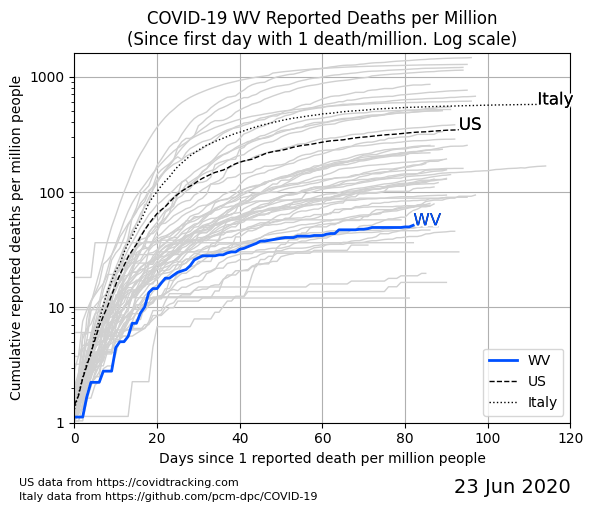 COVID-19 WV Reported Deaths per Million
(Since first day with 1 death/million. Log scale)
Cumulative reported deaths per million people
1000
100
10
1
Italy
US
WV
WV
US
Italy
0 20 40 60 80 100 120
Days since 1 reported death per million people
US data from https://covidtracking.com
Italy data from https://github.com/pcm-dpc/COVID-19
23 Jun 2020